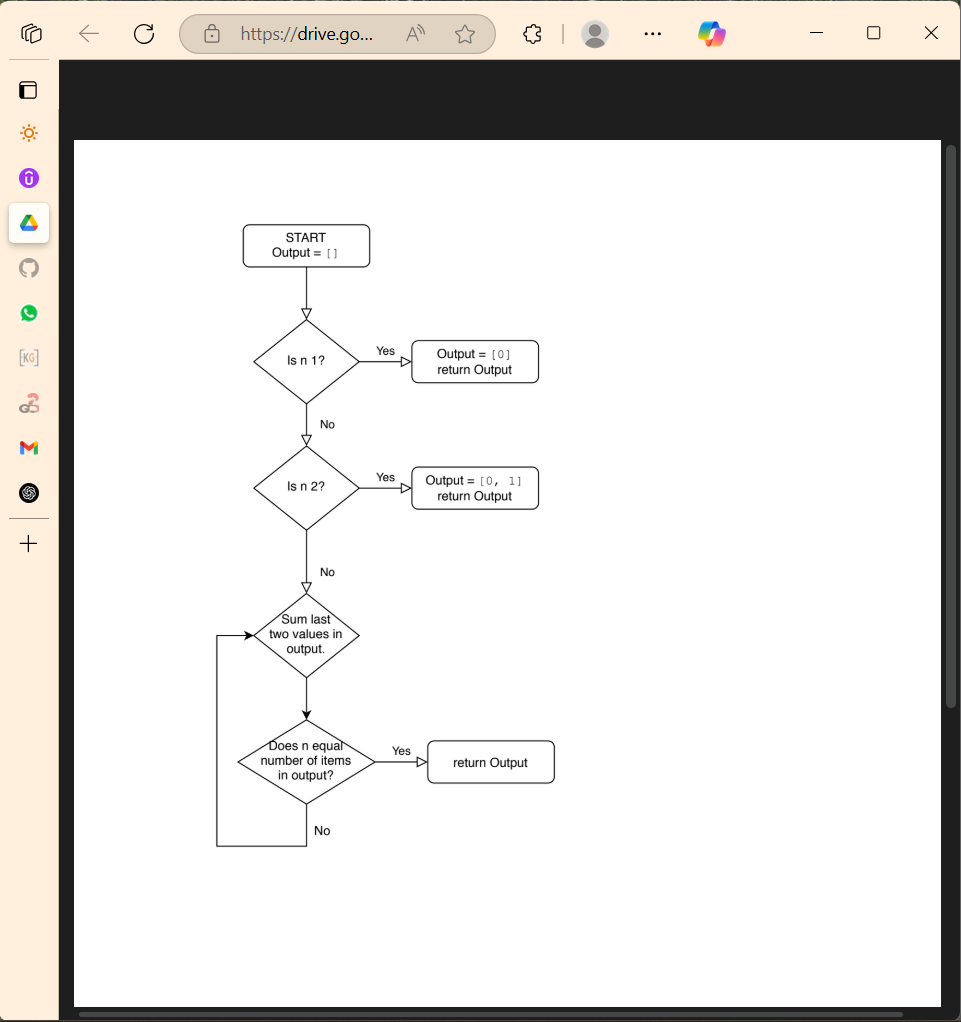 https://drive.go...
START
Output = []
Is n 1?
Yes
Output = [0]
return Output
No
Is n 2?
Yes
Output = [0, 1]
return Output
No
Sum last
two values in
output.
Does n equal
number of items
in output?
Yes
return Output
No
[KG]